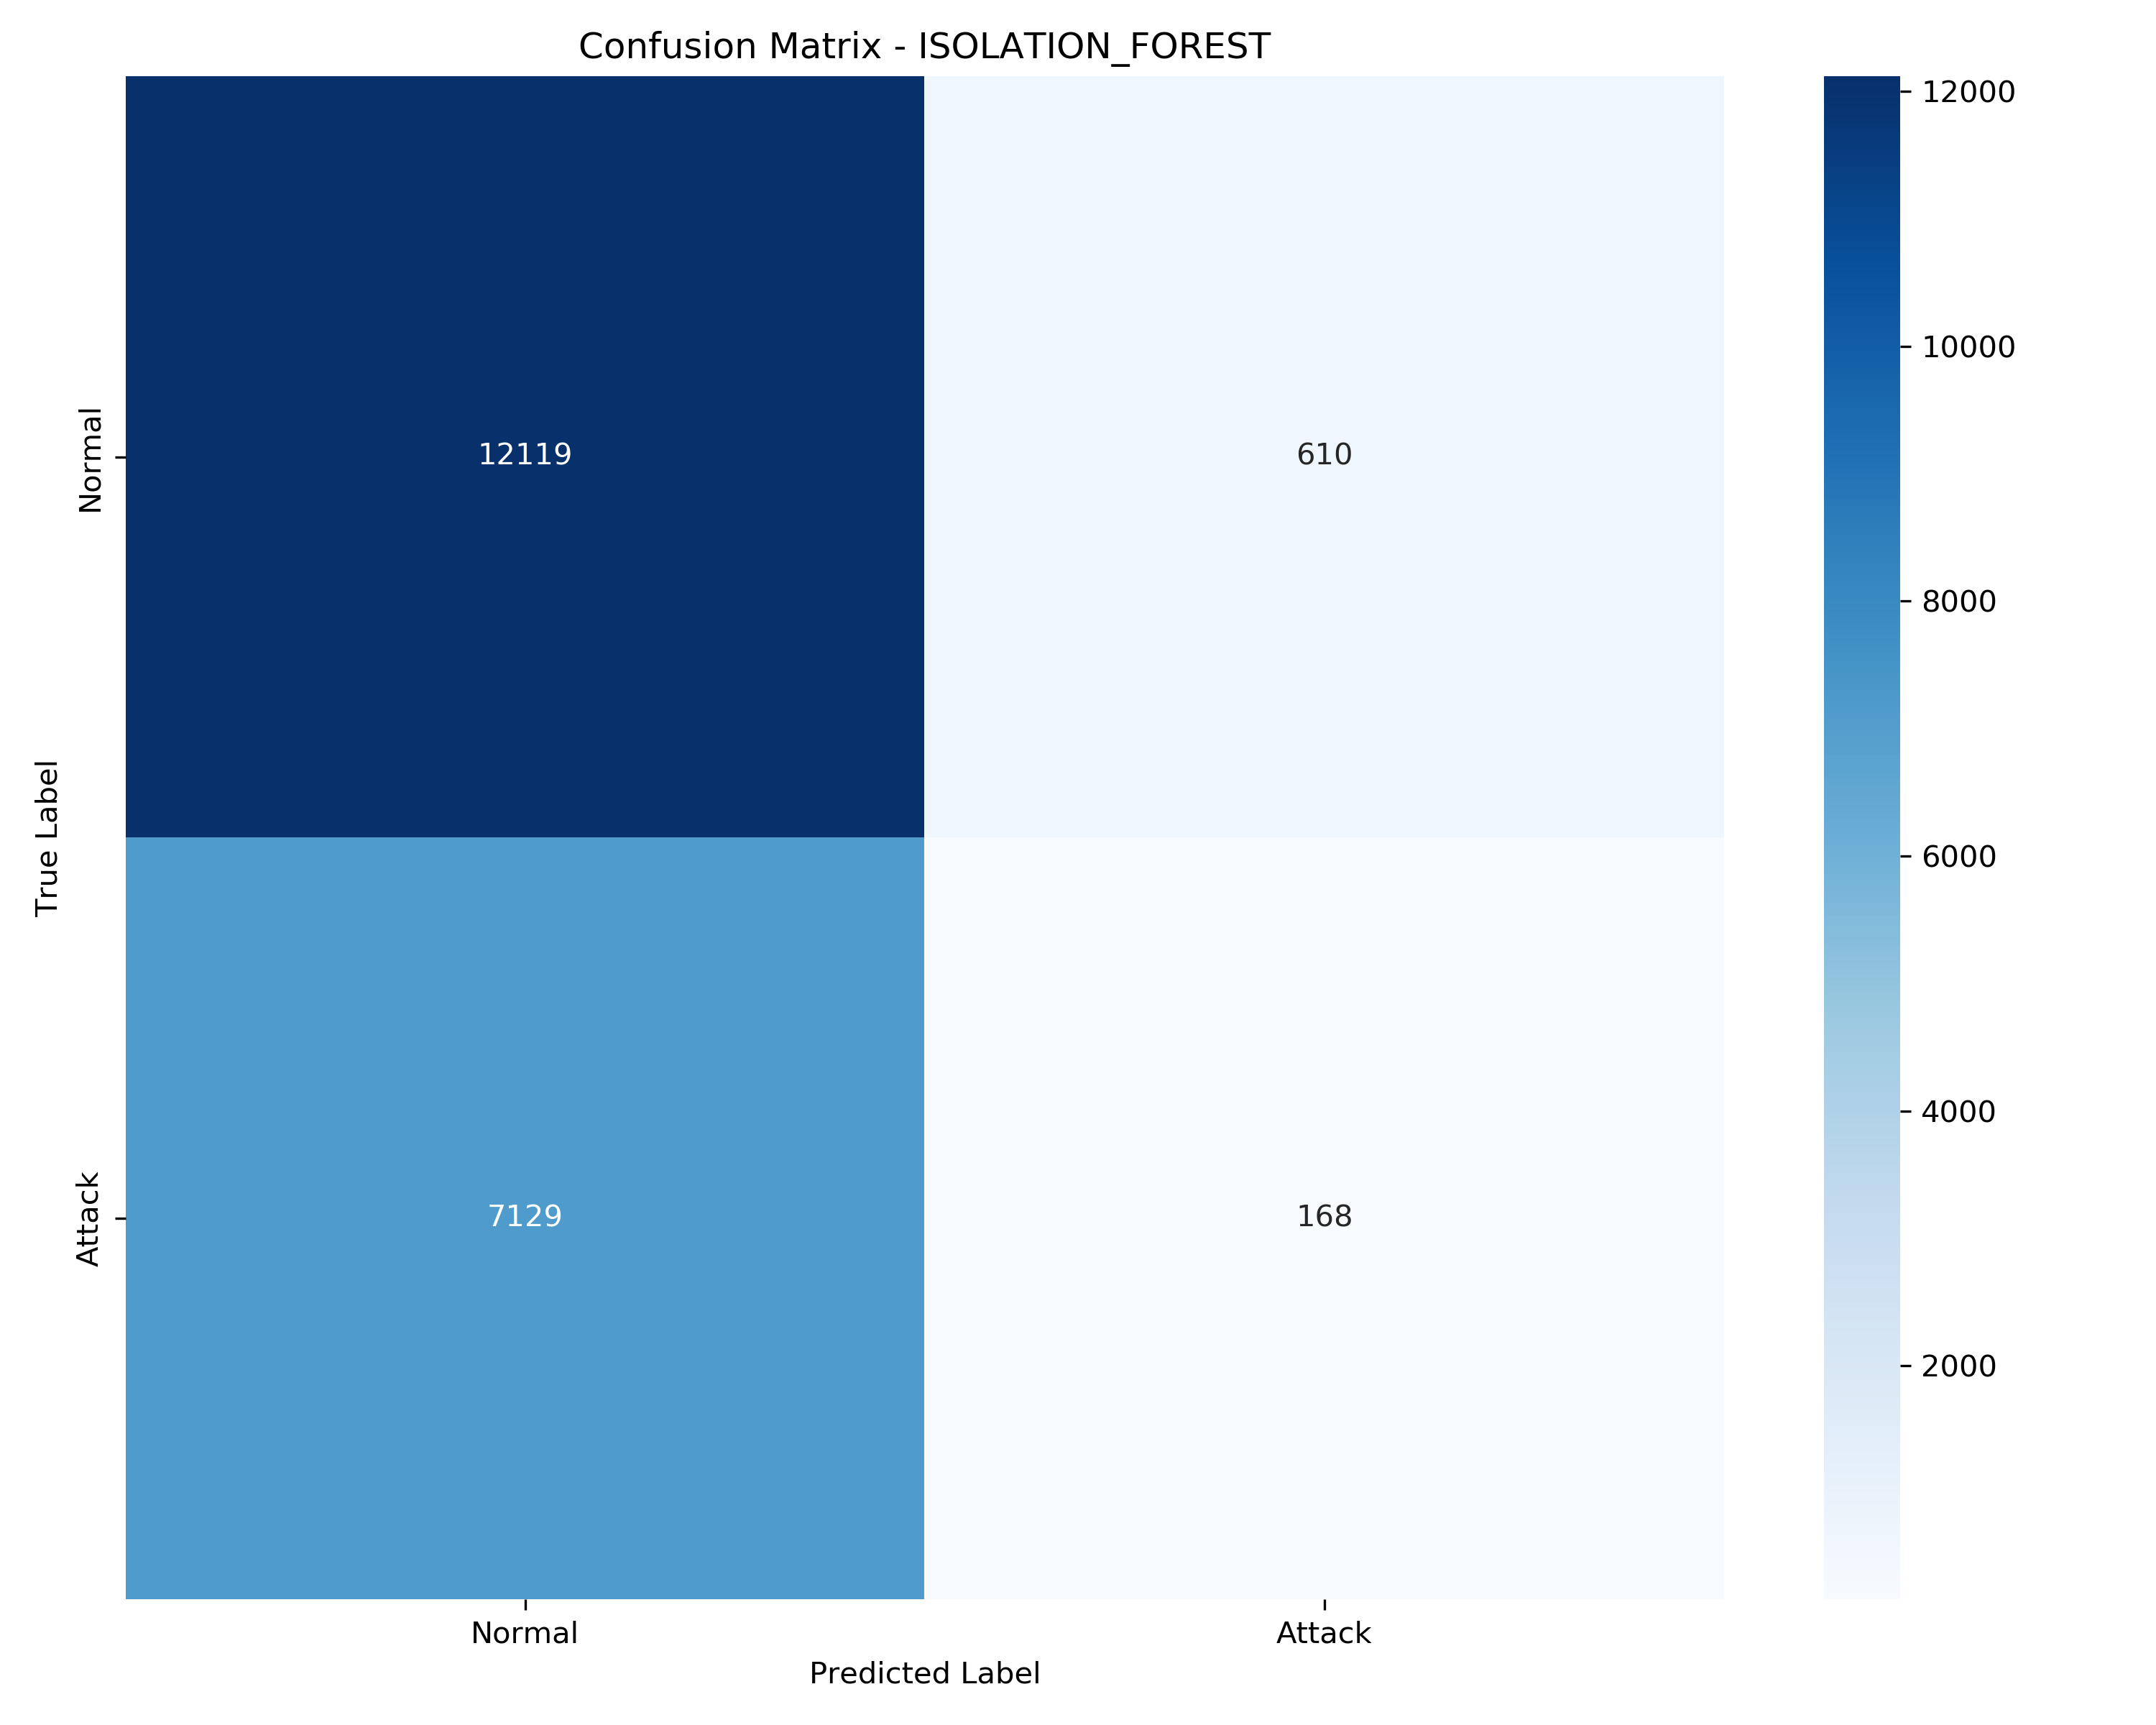 Confusion Matrix - ISOLATION_FOREST
True Label
Normal
Attack
12119
610
7129
168
Normal
Attack
Predicted Label
12000
10000
8000
6000
4000
2000